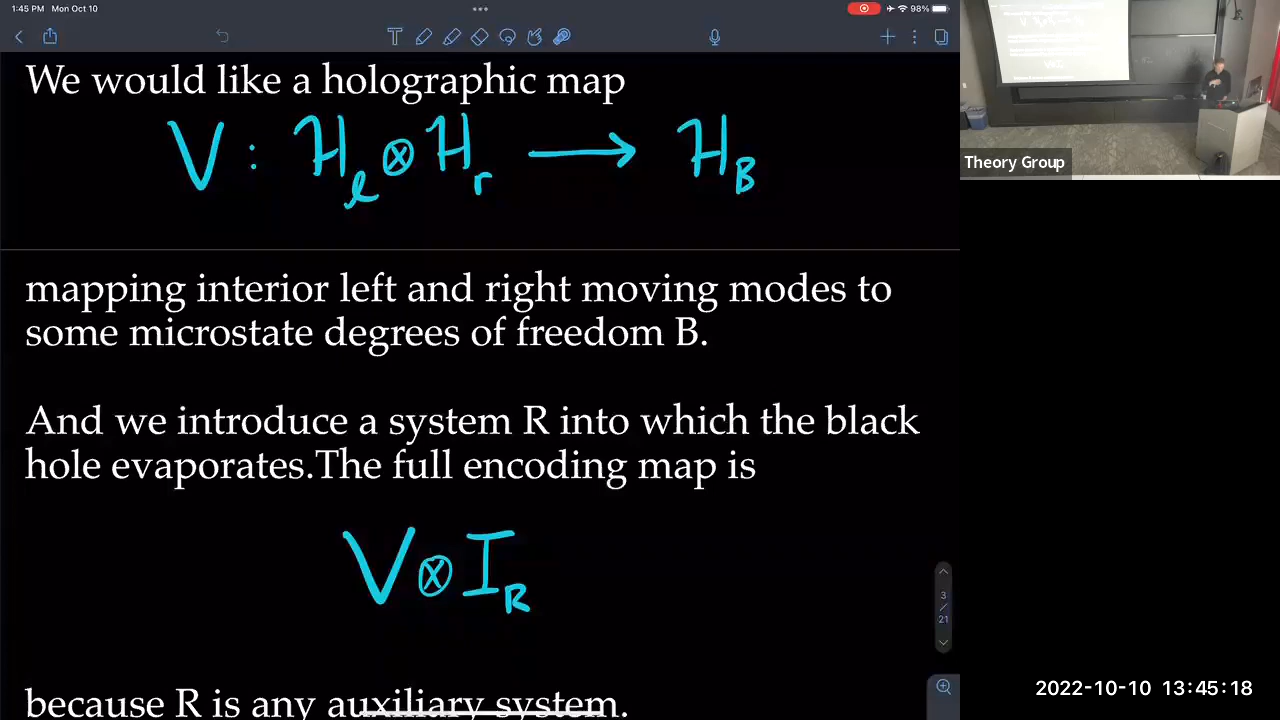 1:45 PM Mon Oct 10
98%
We would like a holographic map
V : H_l ⊗ H_r ⟶ H_B
mapping interior left and right moving modes to
some microstate degrees of freedom B.
And we introduce a system R into which the black
hole evaporates.The full encoding map is
V ⊗ I_R
because R is any auxiliary system.
3
/
21
Theory Group
2022-10-10 13:45:18